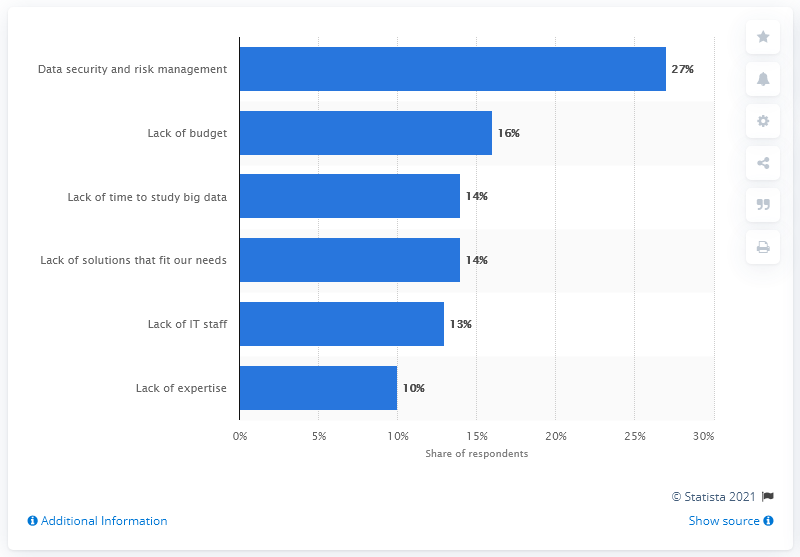 Data security and risk management 27%
Lack of budget 16%
Lack of time to study big data 14%
Lack of solutions that fit our needs 14%
Lack of IT staff 13%
Lack of expertise 10%
0% 5% 10% 15% 20% 25% 30%
Share of respondents
© Statista 2021
Additional Information Show source